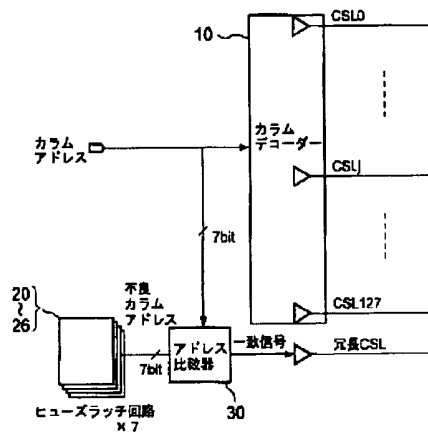 10
CSL0
カラム
アドレス
カラム
デコーダー
CSLj
7bit
20
~
26
不良
カラム
アドレス
CSL127
7bit
アドレス
比較器
一致信号
冗長CSL
30
ヒューズラッチ回路
×7